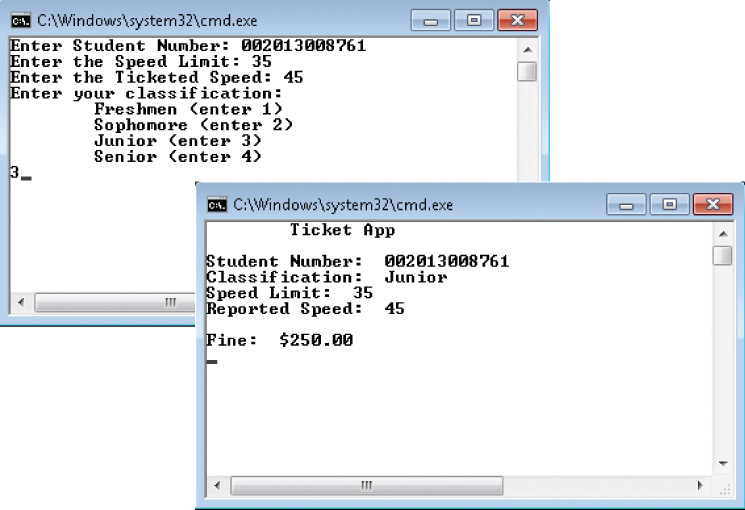 C:\Windows\system32\cmd.exe
Enter Student Number: 002013008761
Enter the Speed Limit: 35
Enter the Ticketed Speed: 45
Enter your classification:
Freshmen (enter 1)
Sophomore (enter 2)
Junior (enter 3)
Senior (enter 4)
3_
C:\Windows\system32\cmd.exe
Ticket App
Student Number: 002013008761
Classification: Junior
Speed Limit: 35
Reported Speed: 45
Fine: $250.00
_